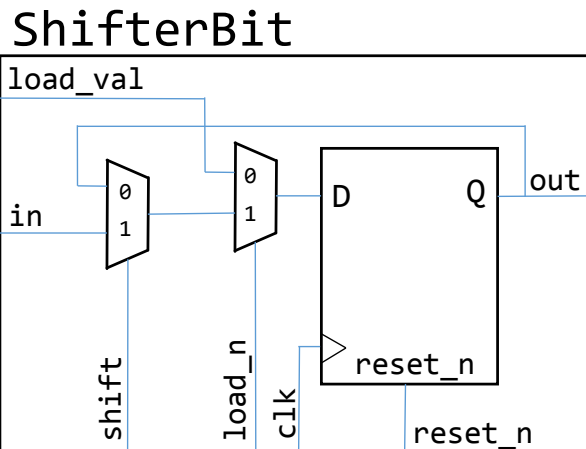 ShifterBit
load_val
0
0
D
Q
out
in
1
1
shift
load_n
clk
reset_n
reset_n